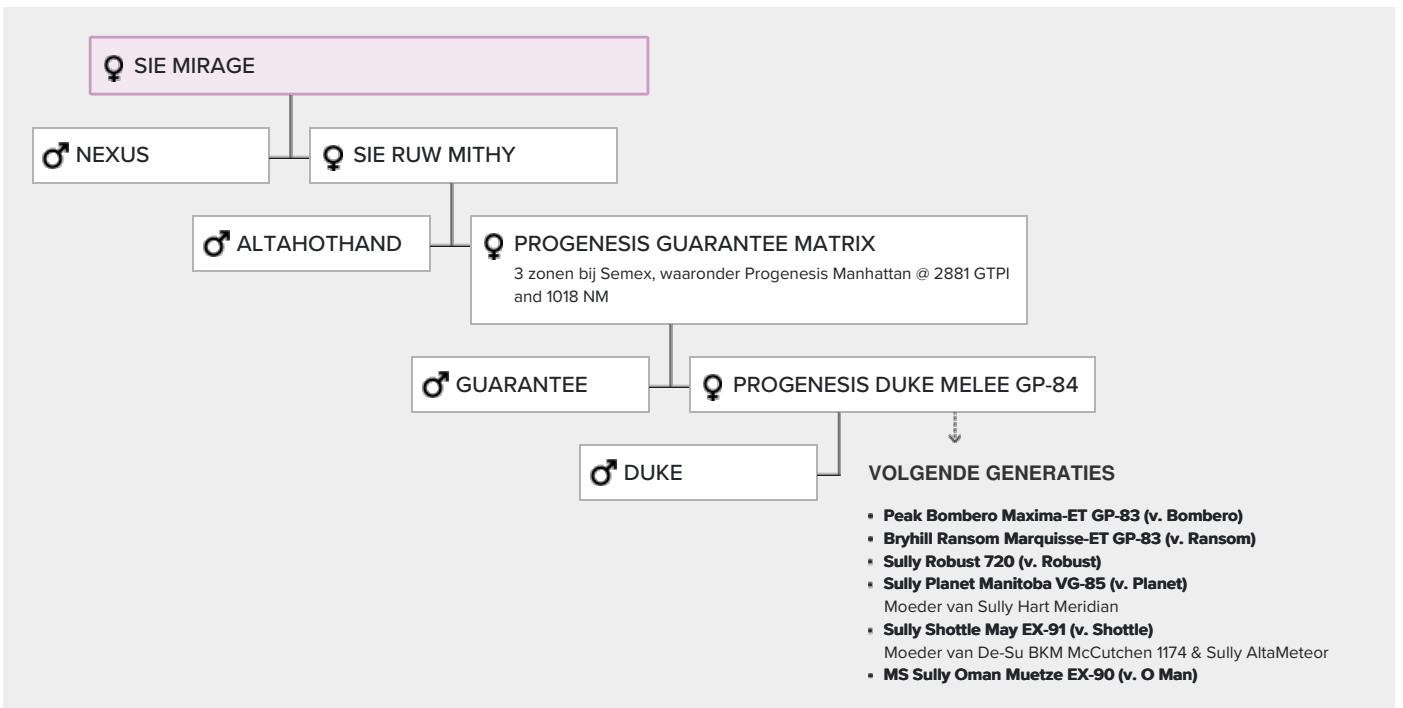 SIE MIRAGE
NEXUS
SIE RUW MITHY
ALTAHOTHAND
PROGENESIS GUARANTEE MATRIX
3 zonen bij Semex, waaronder Progenesis Manhattan @ 2881 GTPI
and 1018 NM
GUARANTEE
PROGENESIS DUKE MELEE GP-84
DUKE
VOLGENDE GENERATIES
Peak Bombero Maxima-ET GP-83 (v. Bombero)
Bryhill Ransom Marquisse-ET GP-83 (v. Ransom)
Sully Robust 720 (v. Robust)
Sully Planet Manitoba VG-85 (v. Planet)
Moeder van Sully Hart Meridian
Sully Shottle May EX-91 (v. Shottle)
Moeder van De-Su BKM McCutchen 1174 & Sully AltaMeteor
MS Sully Oman Muetze EX-90 (v. O Man)